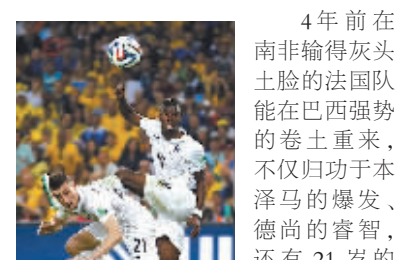 4年前在
南非输得灰头
土脸的法国队
能在巴西强势
的卷土重来，
不仅归功于本
泽马的爆发、
德尚的睿智，
还有 21 岁的
21